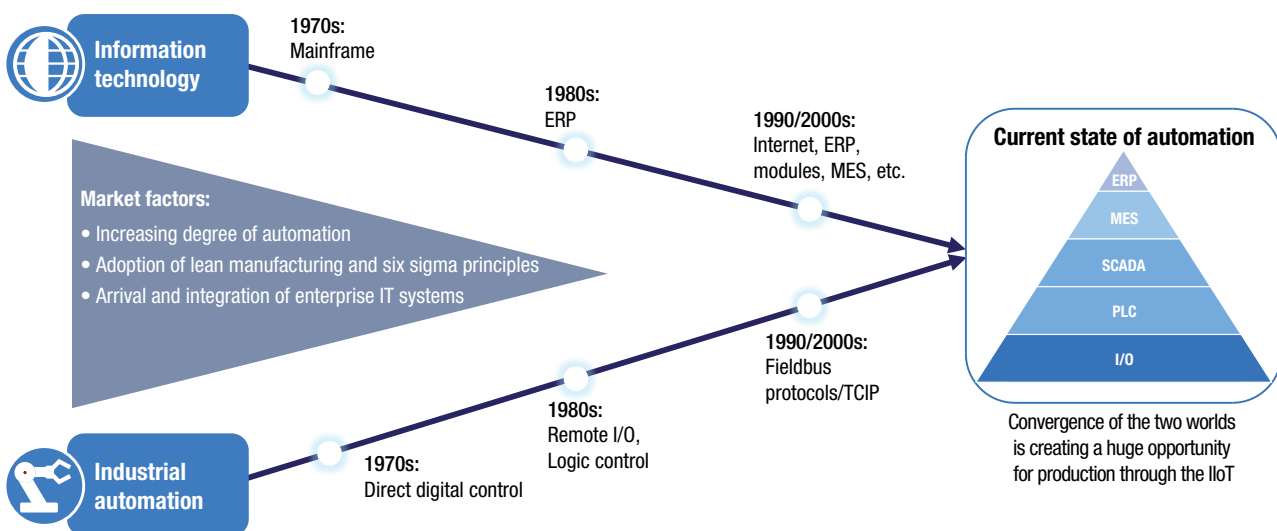 Information
technology
1970s:
Mainframe
1980s:
ERP
1990/2000s:
Internet, ERP,
modules, MES, etc.
Market factors:
• Increasing degree of automation
• Adoption of lean manufacturing and six sigma principles
• Arrival and integration of enterprise IT systems
Industrial
automation
1970s:
Direct digital control
1980s:
Remote I/O,
Logic control
1990/2000s:
Fieldbus
protocols/TCIP
Current state of automation
ERP
MES
SCADA
PLC
I/O
Convergence of the two worlds
is creating a huge opportunity
for production through the IIoT